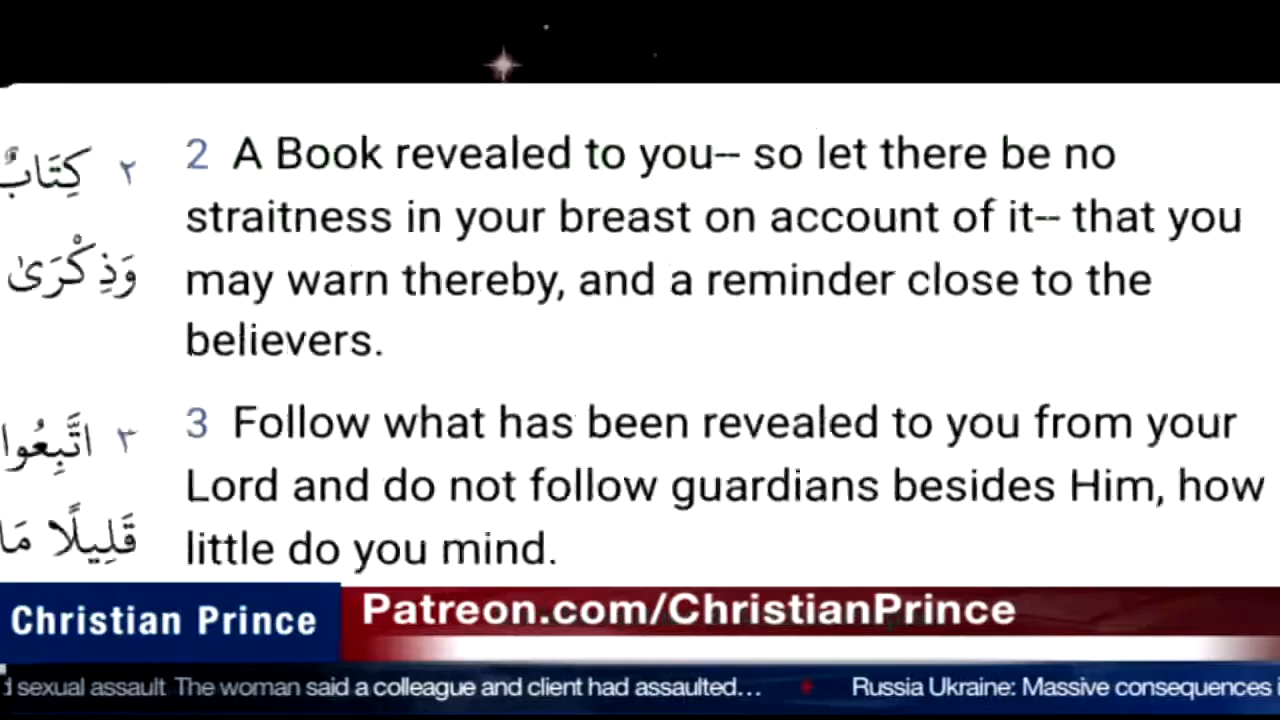 2 A Book revealed to you-- so let there be no
straitness in your breast on account of it-- that you
may warn thereby, and a reminder close to the
believers.
٢ كِتَابٌ
وَذِكْرَىٰ
3 Follow what has been revealed to you from your
Lord and do not follow guardians besides Him, how
little do you mind.
٣ اتَّبِعُوا
قَلِيلًا مَا
Christian Prince
Patreon.com/ChristianPrince
sexual assault The woman said a colleague and client had assaulted… Russia Ukraine: Massive consequences